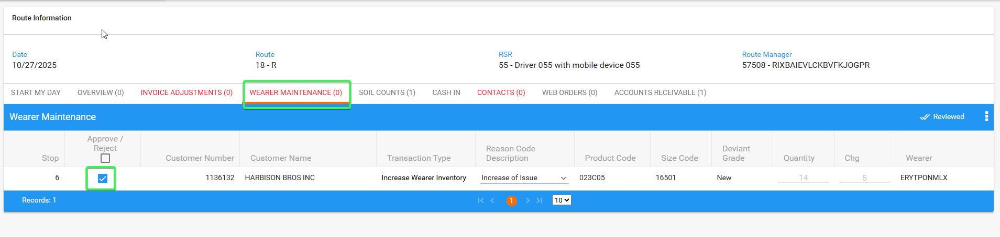 Route Information
Date Route RSR Route Manager
10/27/2025 18 - R 55 - Driver 055 with mobile device 055 57508 - RIXBAIEVLCKBVFKJOGPR
START MY DAY OVERVIEW (0) INVOICE ADJUSTMENTS (0) WEARER MAINTENANCE (0) SOIL COUNTS (1) CASH IN CONTACTS (0) WEB ORDERS (0) ACCOUNTS RECEIVABLE (1)
Wearer Maintenance Reviewed
Stop Approve / Reject Customer Number Customer Name Transaction Type Reason Code Description Product Code Size Code Deviant Grade Quantity Chg Wearer
6 1136132 HARBISON BROS INC Increase Wearer Inventory Increase of Issue 023C05 16501 New 14 5 ERYTPONMLX
Records: 1 1 10